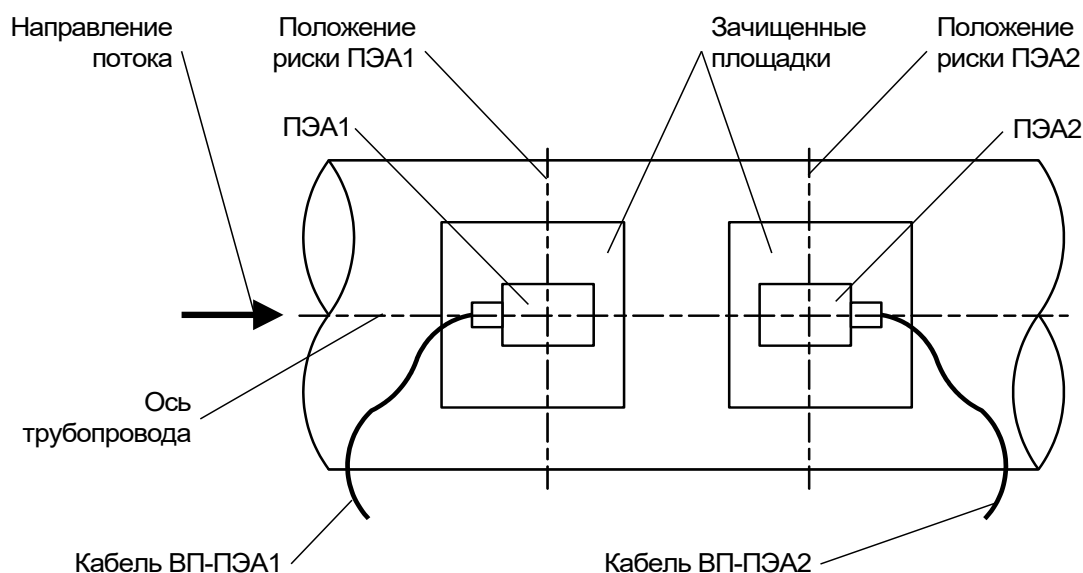 Направление
потока
Положение
риски ПЭА1
Зачищенные
площадки
Положение
риски ПЭА2
ПЭА1
ПЭА2
Ось
трубопровода
Кабель ВП-ПЭА1
Кабель ВП-ПЭА2